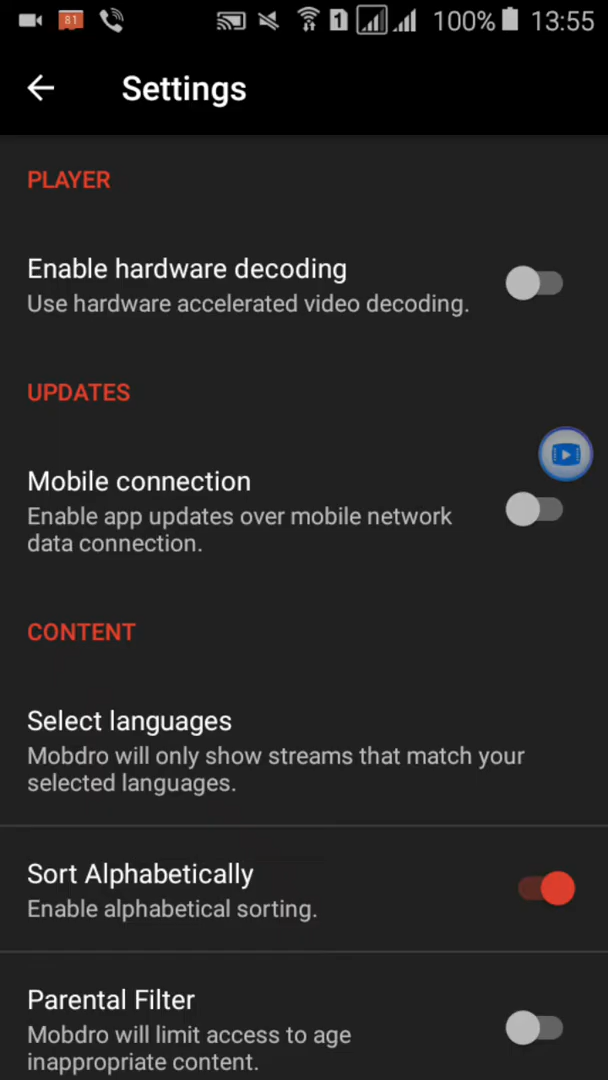 81 1 100% 13:55
Settings
PLAYER
Enable hardware decoding
Use hardware accelerated video decoding.
UPDATES
Mobile connection
Enable app updates over mobile network
data connection.
CONTENT
Select languages
Mobdro will only show streams that match your
selected languages.
Sort Alphabetically
Enable alphabetical sorting.
Parental Filter
Mobdro will limit access to age
inappropriate content.